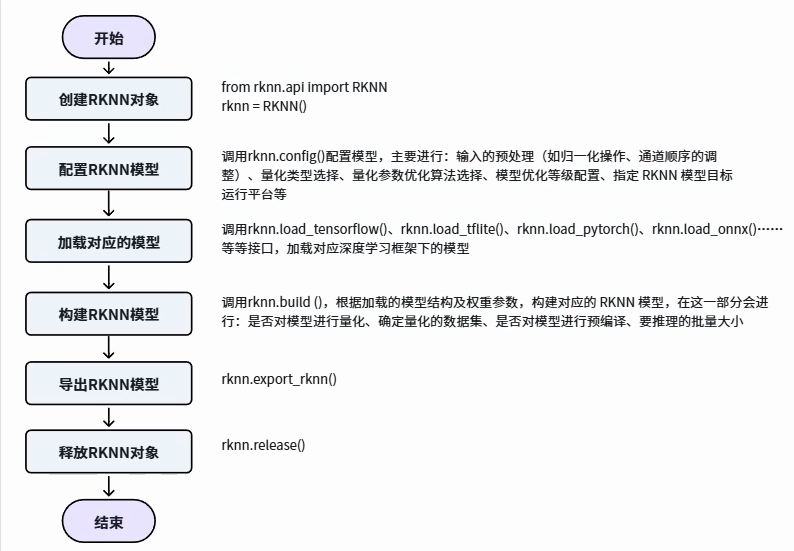 开始
创建RKNN对象
from rknn.api import RKNN
rknn = RKNN()
配置RKNN模型
调用rknn.config()配置模型，主要进行：输入的预处理（如归一化操作、通道顺序的调
整）、量化类型选择、量化参数优化算法选择、模型优化等级配置、指定 RKNN 模型目标
运行平台等
加载对应的模型
调用rknn.load_tensorflow()、rknn.load_tflite()、rknn.load_pytorch()、rknn.load_onnx()……
等等接口，加载对应深度学习框架下的模型
构建RKNN模型
调用rknn.build ()，根据加载的模型结构及权重参数，构建对应的 RKNN 模型，在这一部分会进
行：是否对模型进行量化、确定量化的数据集、是否对模型进行预编译、要推理的批量大小
导出RKNN模型
rknn.export_rknn()
释放RKNN对象
rknn.release()
结束